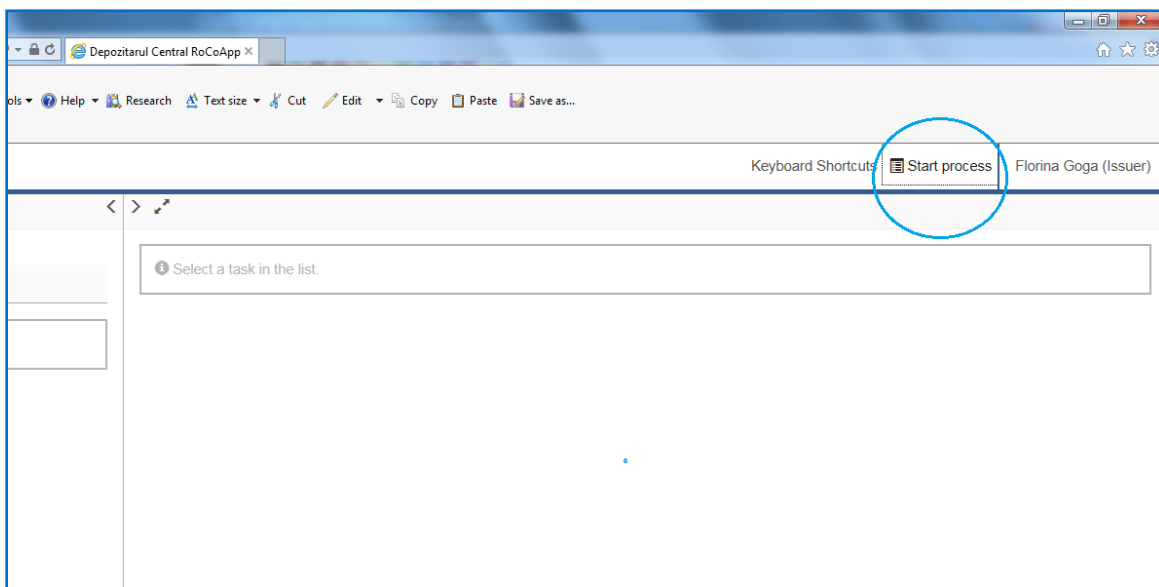 Depozitarul Central RoCoApp
Help Research Text size Cut Edit Copy Paste Save as...
Keyboard Shortcuts Start process Florina Goga (Issuer)
Select a task in the list.